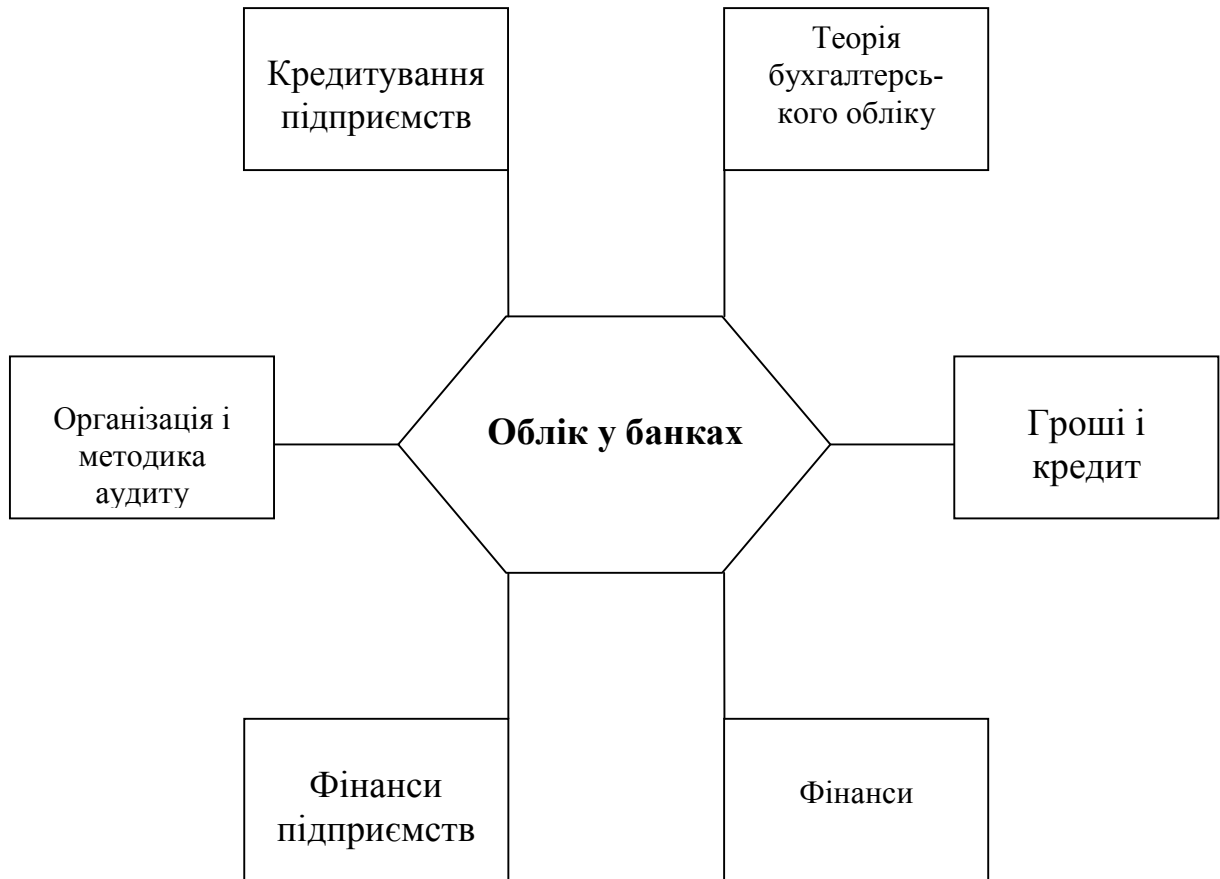 Кредитування
підприємств
Теорія
бухгалтерсь-
кого обліку
Організація і
методика
аудиту
Облік у банках
Гроші і
кредит
Фінанси
підприємств
Фінанси